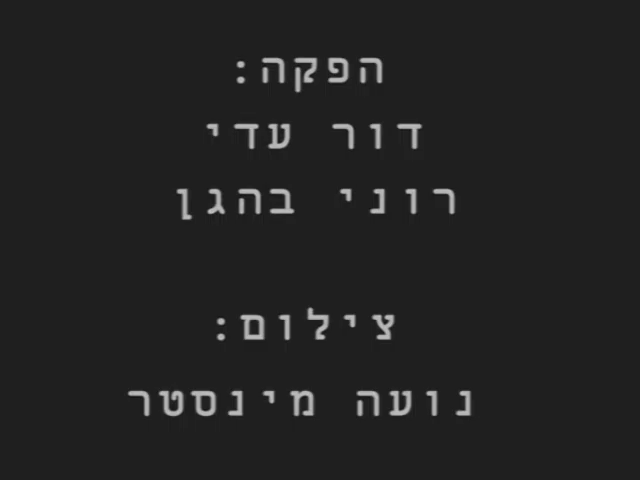 הפקה:
דור עדי
רוני בהגן
צילום:
נועה מינסטר